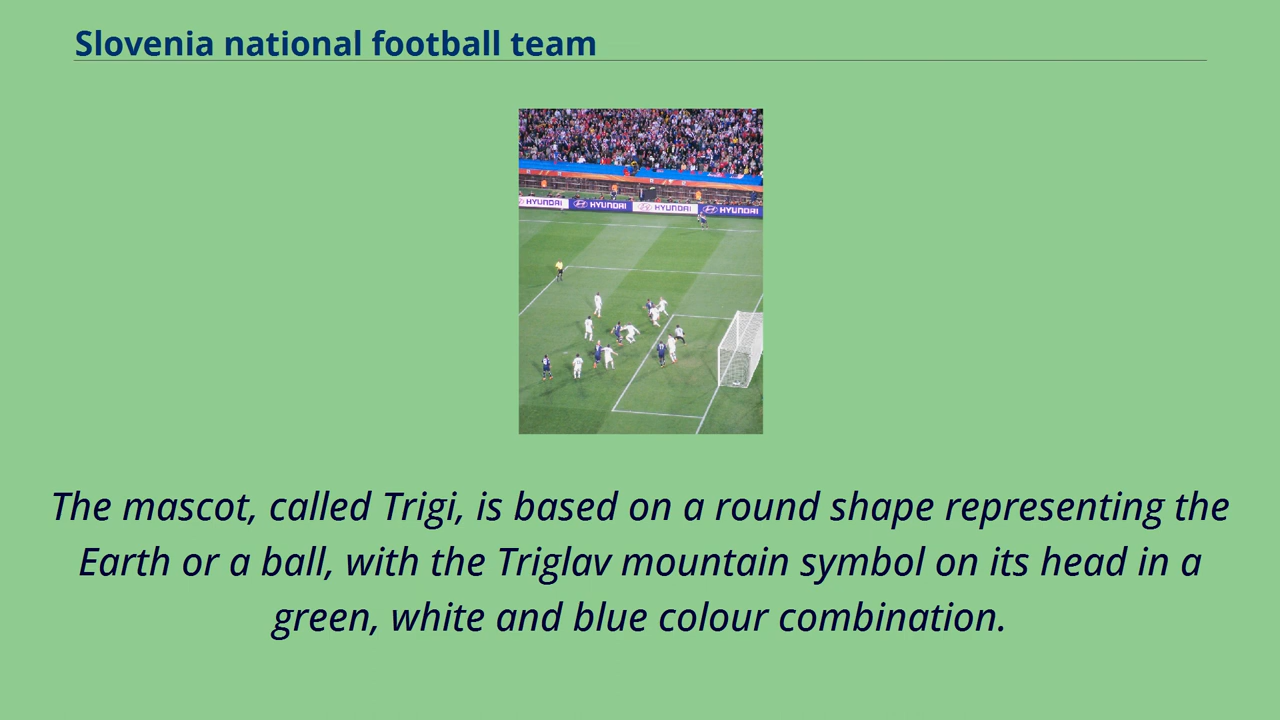 Slovenia national football team
HYUNDAI HYUNDAI HYUNDAI HYUNDAI
The mascot, called Trigi, is based on a round shape representing the
Earth or a ball, with the Triglav mountain symbol on its head in a
green, white and blue colour combination.